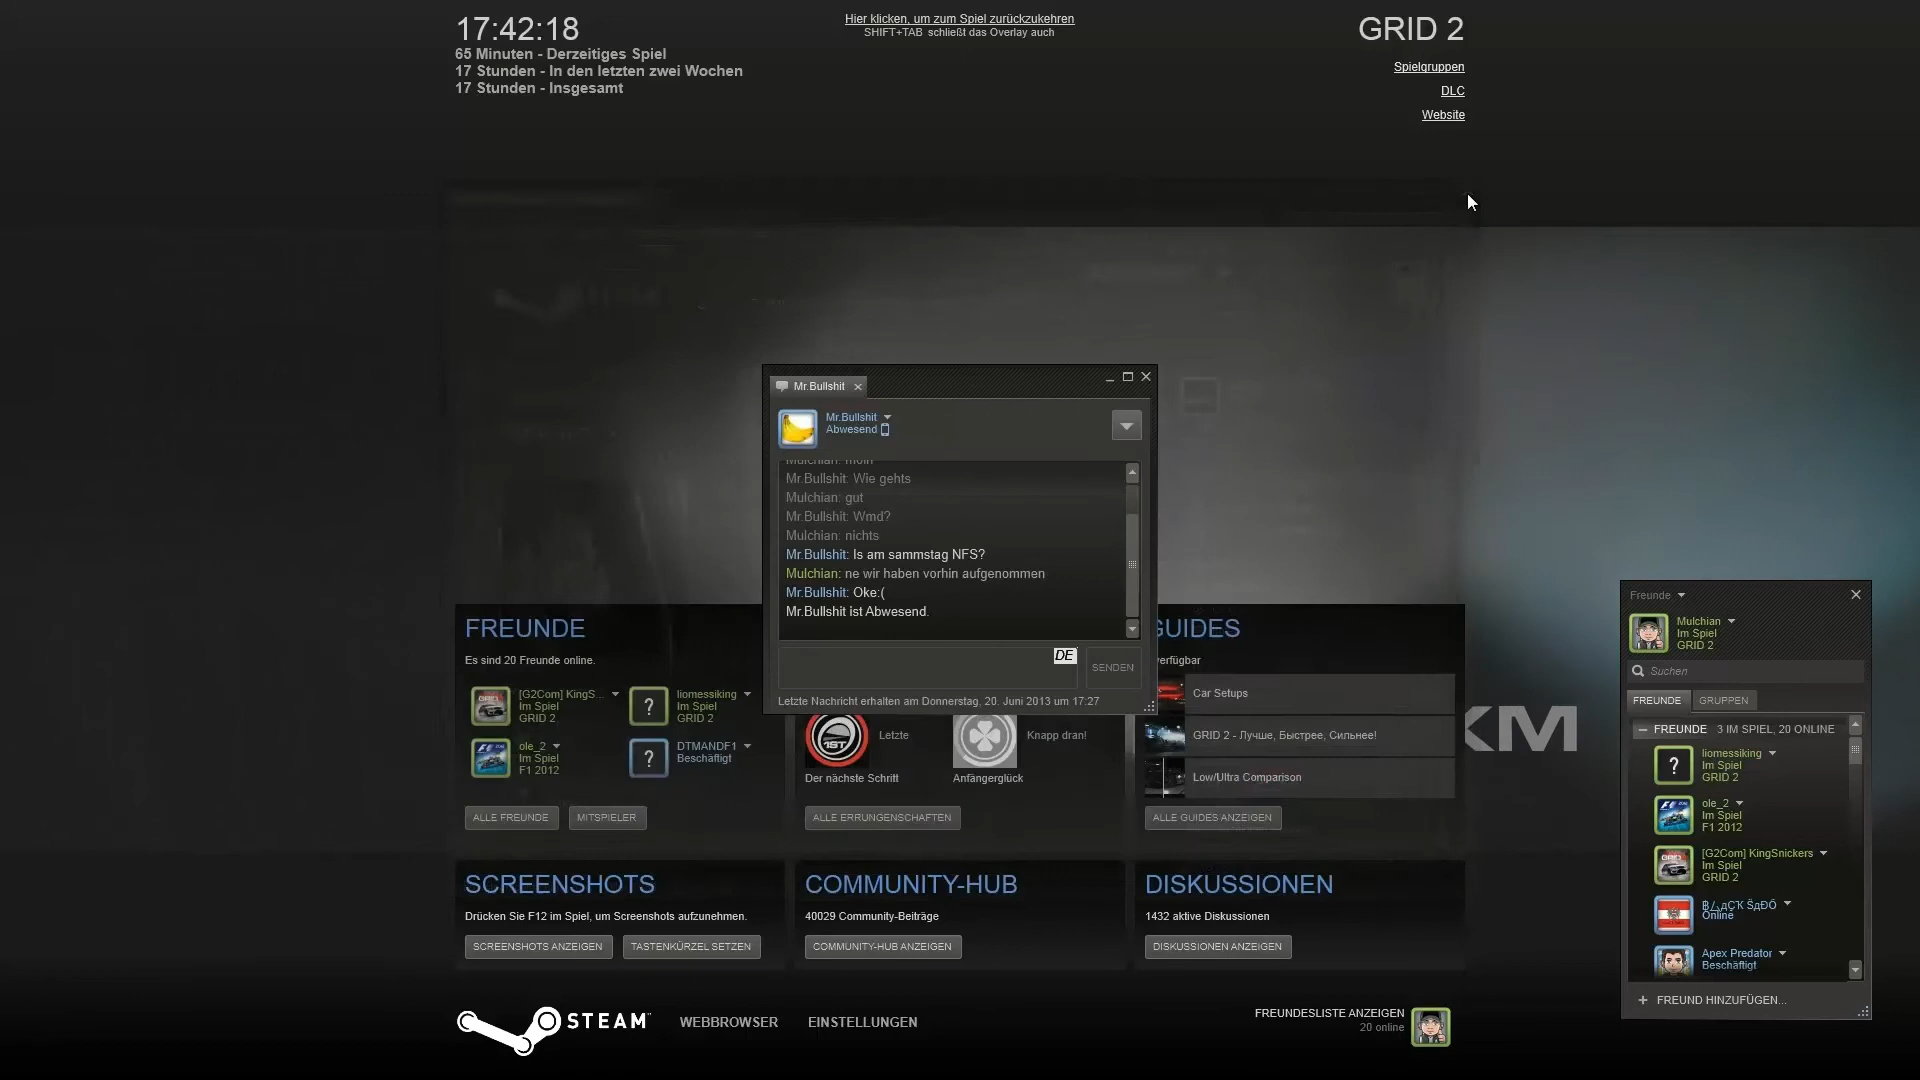 17:42:18
65 Minuten - Derzeitiges Spiel
17 Stunden - In den letzten zwei Wochen
17 Stunden - Insgesamt
Hier klicken, um zum Spiel zurückzukehren
SHIFT+TAB schließt das Overlay auch
GRID 2
Spielgruppen
DLC
Website
Mr.Bullshit
Mr.Bullshit
Abwesend
Mulchian: moin
Mr.Bullshit: Wie gehts
Mulchian: gut
Mr.Bullshit: Wmd?
Mulchian: nichts
Mr.Bullshit: Is am sammstag NFS?
Mulchian: ne wir haben vorhin aufgenommen
Mr.Bullshit: Oke:(
Mr.Bullshit ist Abwesend.
DE
SENDEN
Letzte Nachricht erhalten am Donnerstag, 20. Juni 2013 um 17:27
FREUNDE
Es sind 20 Freunde online.
[G2Com] KingS...
Im Spiel
GRID 2
liomessiking
Im Spiel
GRID 2
ole_2
Im Spiel
F1 2012
DTMANDF1
Beschäftigt
ALLE FREUNDE
MITSPIELER
1ST
Letzte
Knapp dran!
Der nächste Schritt
Anfängerglück
ALLE ERRUNGENSCHAFTEN
GUIDES
verfügbar
Car Setups
GRID 2 - Лучше, Быстрее, Сильнее!
Low/Ultra Comparison
ALLE GUIDES ANZEIGEN
KM
SCREENSHOTS
Drücken Sie F12 im Spiel, um Screenshots aufzunehmen.
SCREENSHOTS ANZEIGEN
TASTENKÜRZEL SETZEN
COMMUNITY-HUB
40029 Community-Beiträge
COMMUNITY-HUB ANZEIGEN
DISKUSSIONEN
1432 aktive Diskussionen
DISKUSSIONEN ANZEIGEN
STEAM
WEBBROWSER
EINSTELLUNGEN
FREUNDESLISTE ANZEIGEN
20 online
Freunde
Mulchian
Im Spiel
GRID 2
Suchen
FREUNDE
GRUPPEN
FREUNDE 3 IM SPIEL, 20 ONLINE
liomessiking
Im Spiel
GRID 2
ole_2
Im Spiel
F1 2012
[G2Com] KingSnickers
Im Spiel
GRID 2
Online
Apex Predator
Beschäftigt
+ FREUND HINZUFÜGEN...